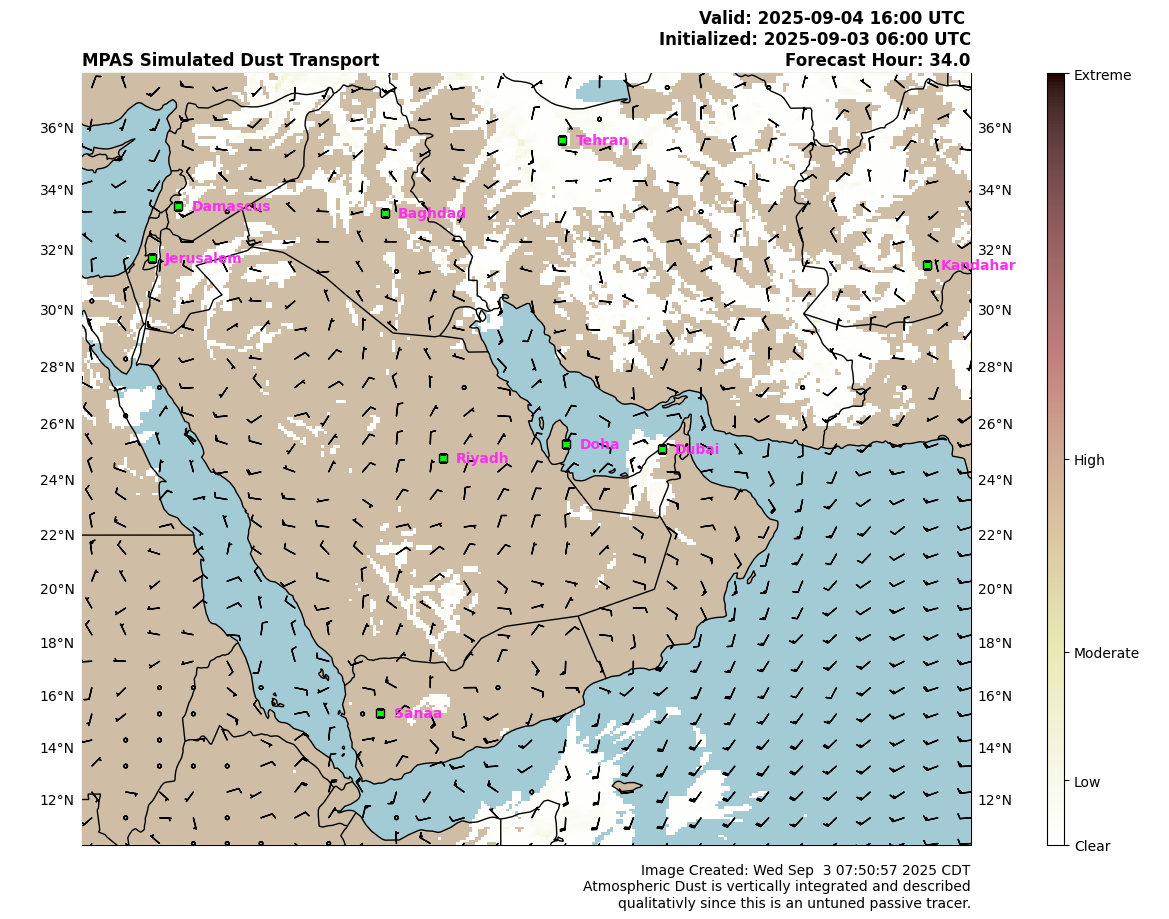 Valid: 2025-09-04 16:00 UTC
Initialized: 2025-09-03 06:00 UTC
MPAS Simulated Dust Transport
Forecast Hour: 34.0
Extreme
36°N
36°N
Tehran
34°N
34°N
Damascus
Baghdad
32°N
32°N
Jerusalem
Kandahar
30°N
30°N
28°N
28°N
26°N
26°N
Doha
Dubai
Riyadh
High
24°N
24°N
22°N
22°N
20°N
20°N
18°N
18°N
Moderate
16°N
16°N
Sanaa
14°N
14°N
Low
12°N
12°N
Clear
Image Created: Wed Sep  3 07:50:57 2025 CDT
Atmospheric Dust is vertically integrated and described
qualitativly since this is an untuned passive tracer.